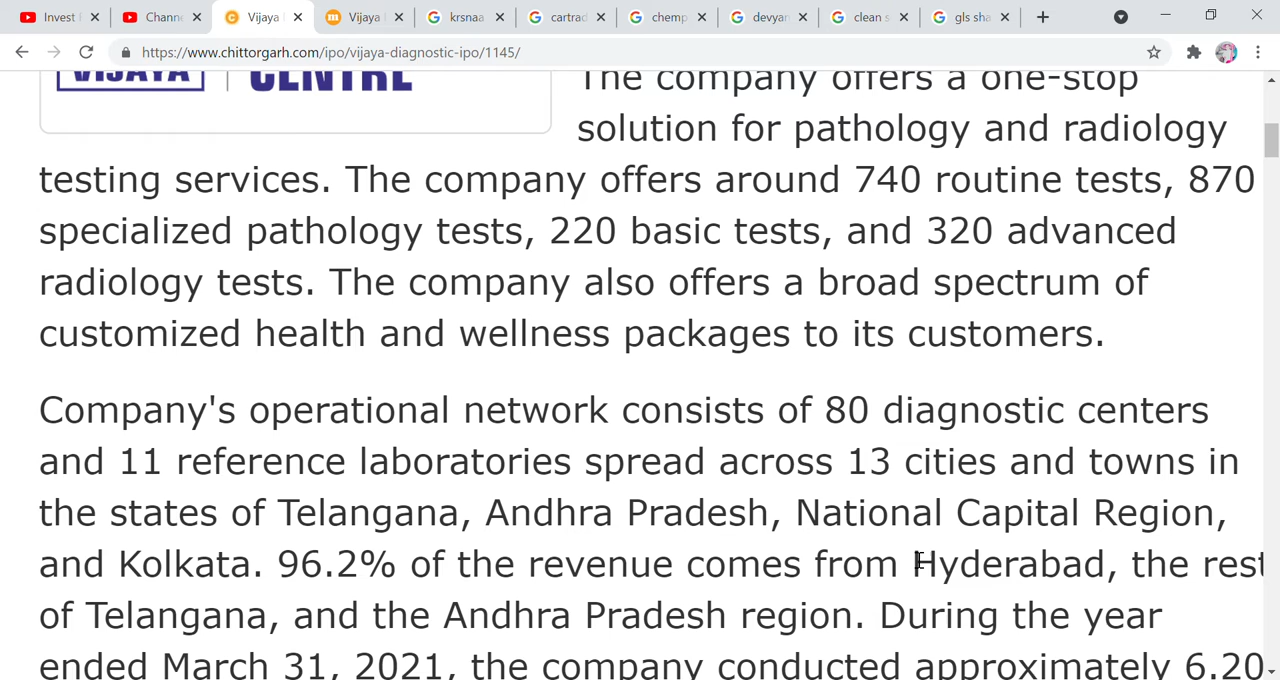 Invest
Channe
Vijaya
Vijaya
krsnaa
cartrad
chemp
devyan
clean s
gls sha
https://www.chittorgarh.com/ipo/vijaya-diagnostic-ipo/1145/
VIJAYA CENTRE
The company offers a one-stop
solution for pathology and radiology
testing services. The company offers around 740 routine tests, 870
specialized pathology tests, 220 basic tests, and 320 advanced
radiology tests. The company also offers a broad spectrum of
customized health and wellness packages to its customers.
Company's operational network consists of 80 diagnostic centers
and 11 reference laboratories spread across 13 cities and towns in
the states of Telangana, Andhra Pradesh, National Capital Region,
and Kolkata. 96.2% of the revenue comes from Hyderabad, the rest
of Telangana, and the Andhra Pradesh region. During the year
ended March 31, 2021, the company conducted approximately 6.20